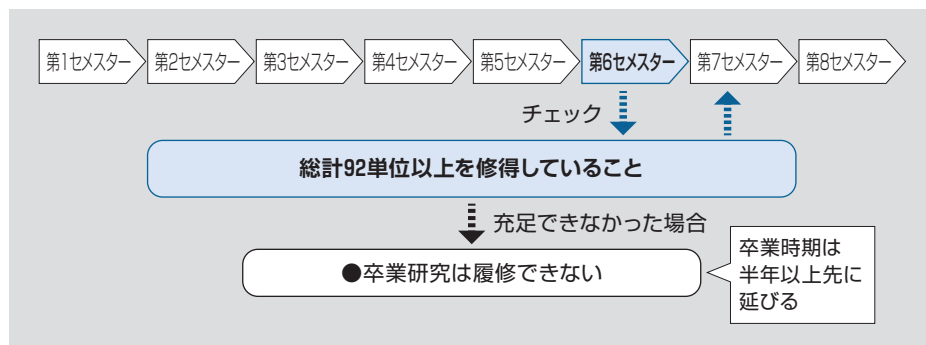 第1セメスター 第2セメスター 第3セメスター 第4セメスター 第5セメスター 第6セメスター 第7セメスター 第8セメスター
チェック
総計92単位以上を修得していること
充足できなかった場合
●卒業研究は履修できない
卒業時期は
半年以上先に
延びる